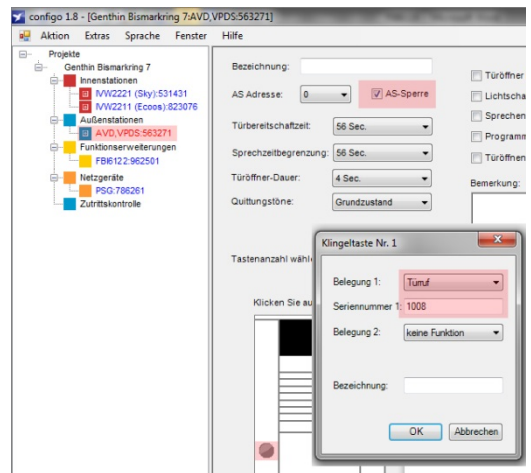 configo 1.8 - [Genthin Bismarkring 7:AVD,VPDS:563271]
Aktion Extras Sprache Fenster Hilfe
Projekte
Genthin Bismarkring 7
Innenstationen
IVW2221 (Sky):531431
IVW2211 (Ecoos):823076
Außenstationen
AVD,VPDS:563271
Funktionserweiterungen
FBI6122:962501
Netzgeräte
PSG:786261
Zutrittskontrolle
Bezeichnung:
AS Adresse: 0 AS-Sperre
Türbereitschaftzeit: 56 Sec.
Sprechzeitbegrenzung: 56 Sec.
Türöffner-Dauer: 4 Sec.
Quittungstöne: Grundzustand
Türöffner
Lichtscha
Sprechen
Programm
Türöffnen
Bemerkung:
Tastenanzahl wähl
Klicken Sie au
Klingeltaste Nr. 1
Belegung 1: Türruf
Seriennummer 1: 1008
Belegung 2: keine Funktion
Bezeichnung:
OK Abbrechen